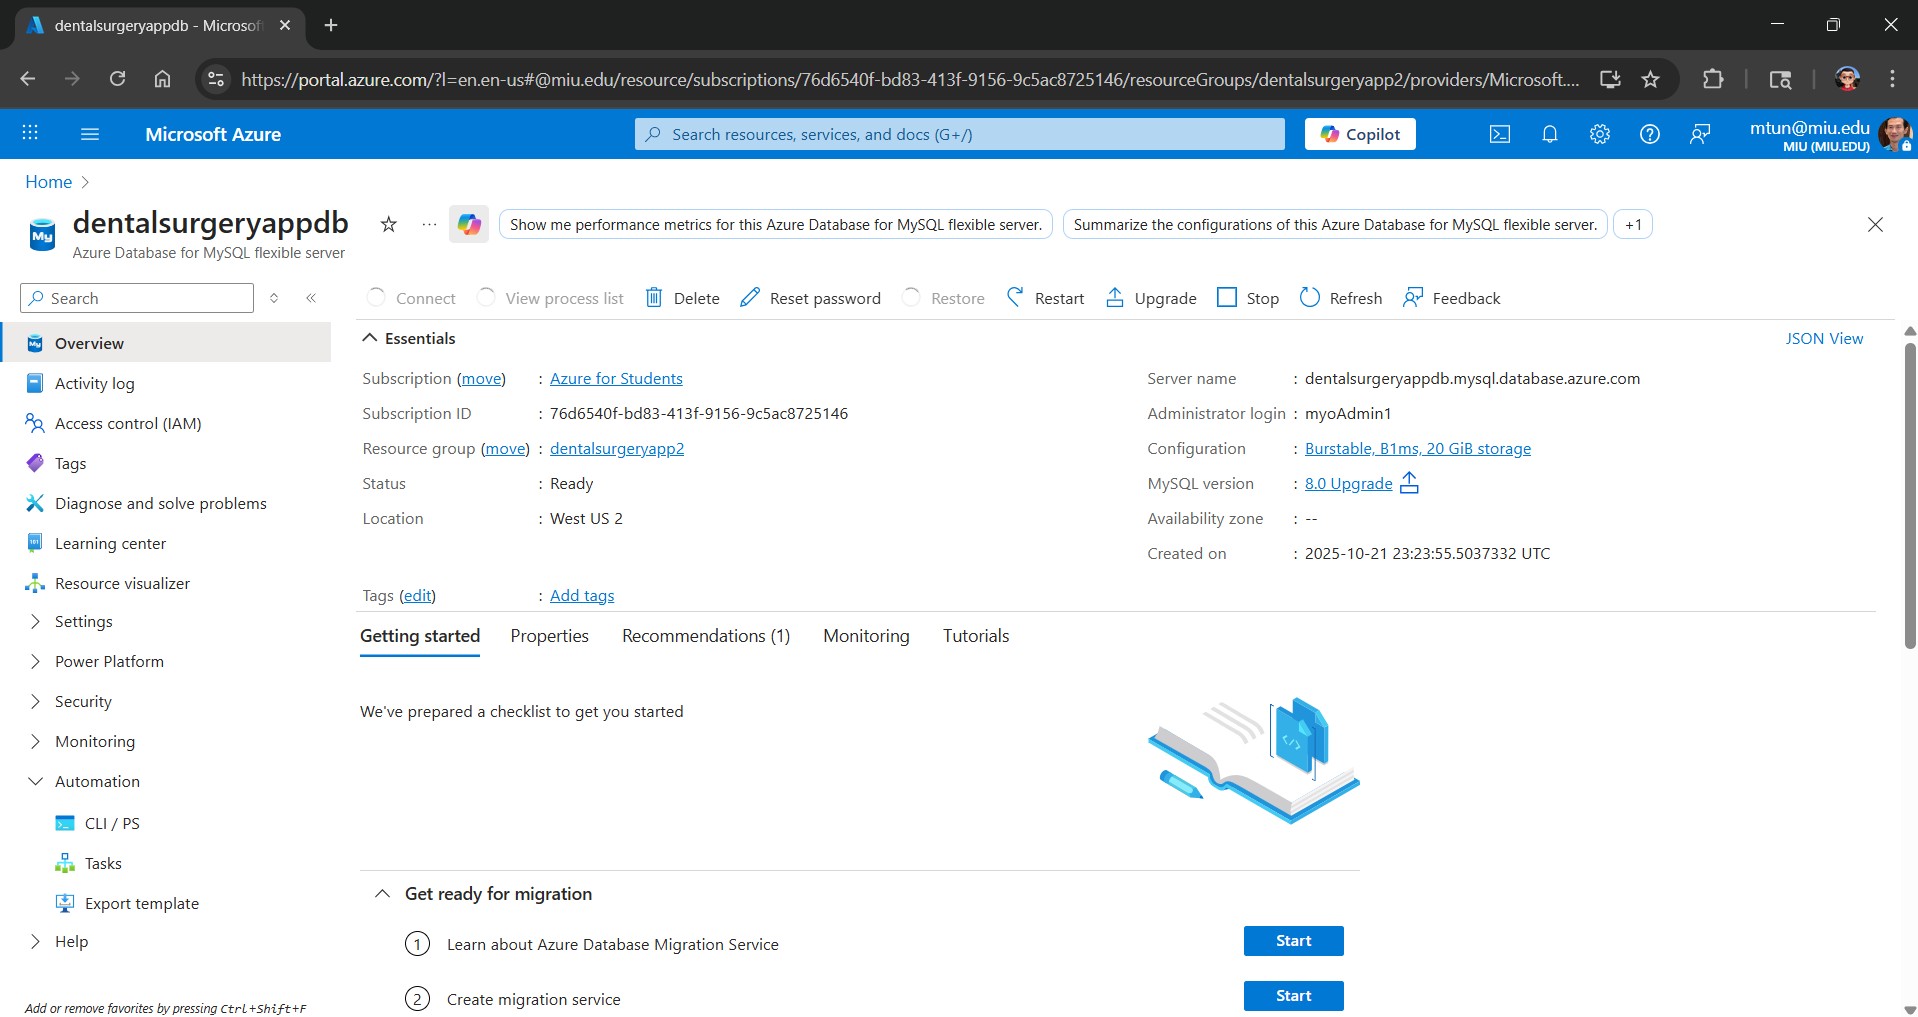 dentalsurgeryappdb - Microsof
https://portal.azure.com/?l=en.en-us#@miu.edu/resource/subscriptions/76d6540f-bd83-413f-9156-9c5ac8725146/resourceGroups/dentalsurgeryapp2/providers/Microsoft....
Microsoft Azure
Search resources, services, and docs (G+/)
Copilot
mtun@miu.edu
MIU (MIU.EDU)
Home
dentalsurgeryappdb
Azure Database for MySQL flexible server
Show me performance metrics for this Azure Database for MySQL flexible server.
Summarize the configurations of this Azure Database for MySQL flexible server.
+1
Search
Connect
View process list
Delete
Reset password
Restore
Restart
Upgrade
Stop
Refresh
Feedback
My Overview
Activity log
Access control (IAM)
Tags
Diagnose and solve problems
Learning center
Resource visualizer
Settings
Power Platform
Security
Monitoring
Automation
CLI / PS
Tasks
Export template
Help
Add or remove favorites by pressing Ctrl+Shift+F
Essentials
JSON View
Subscription (move) : Azure for Students
Subscription ID : 76d6540f-bd83-413f-9156-9c5ac8725146
Resource group (move) : dentalsurgeryapp2
Status : Ready
Location : West US 2
Server name : dentalsurgeryappdb.mysql.database.azure.com
Administrator login : myoAdmin1
Configuration : Burstable, B1ms, 20 GiB storage
MySQL version : 8.0 Upgrade
Availability zone : --
Created on : 2025-10-21 23:23:55.5037332 UTC
Tags (edit) : Add tags
Getting started
Properties
Recommendations (1)
Monitoring
Tutorials
We've prepared a checklist to get you started
Get ready for migration
1 Learn about Azure Database Migration Service
Start
2 Create migration service
Start